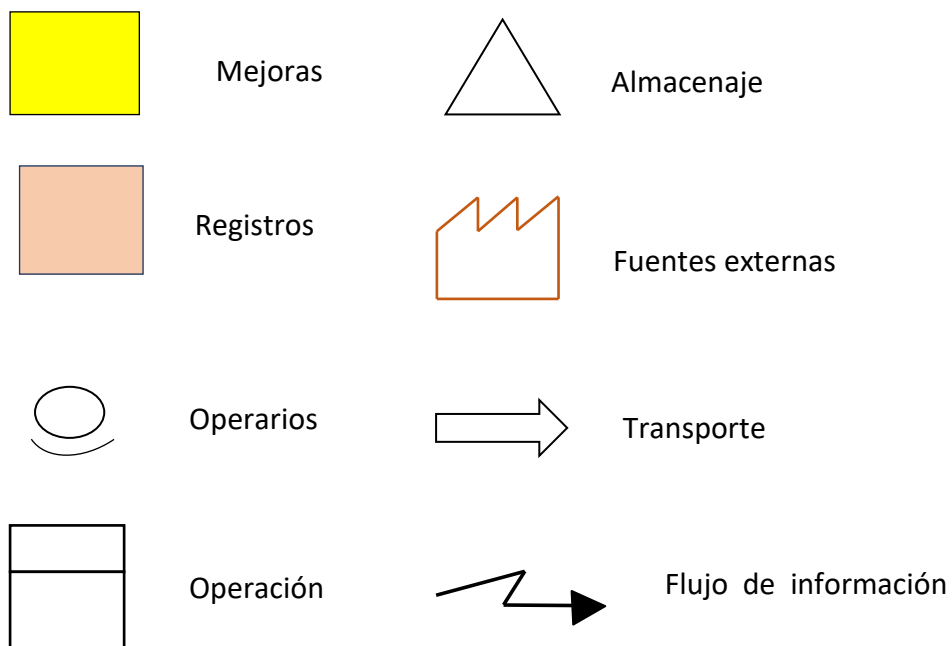 Mejoras
Almacenaje
Registros
Fuentes externas
Operarios
Transporte
Operación
Flujo de información